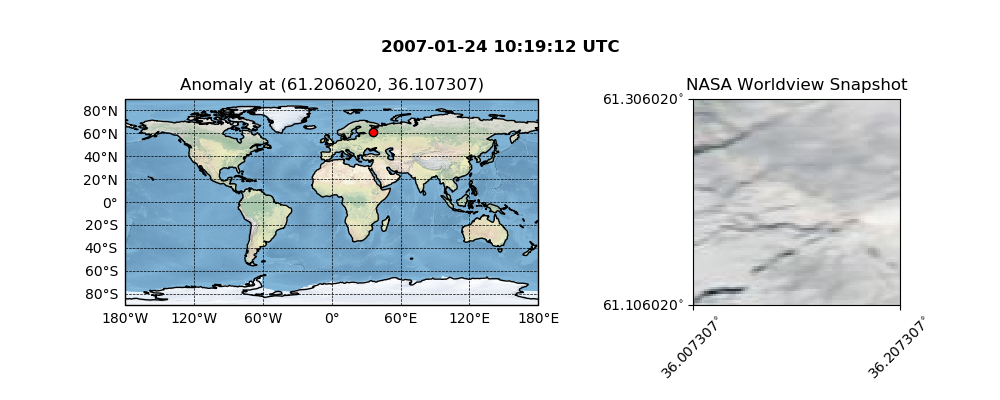 2007-01-24 10:19:12 UTC
Anomaly at (61.206020, 36.107307)
NASA Worldview Snapshot
80°N
60°N
40°N
20°N
0°
20°S
40°S
60°S
80°S
180°W
120°W
60°W
0°
60°E
120°E
180°E
61.306020°
61.106020°
36.007307°
36.207307°